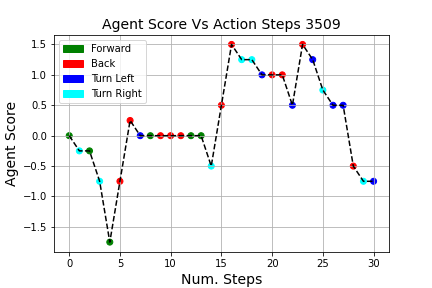 Agent Score Vs Action Steps 3509
Forward
Back
Turn Left
Turn Right
1.5
1.0
0.5
0.0
−0.5
−1.0
−1.5
Agent Score
0 5 10 15 20 25 30
Num. Steps